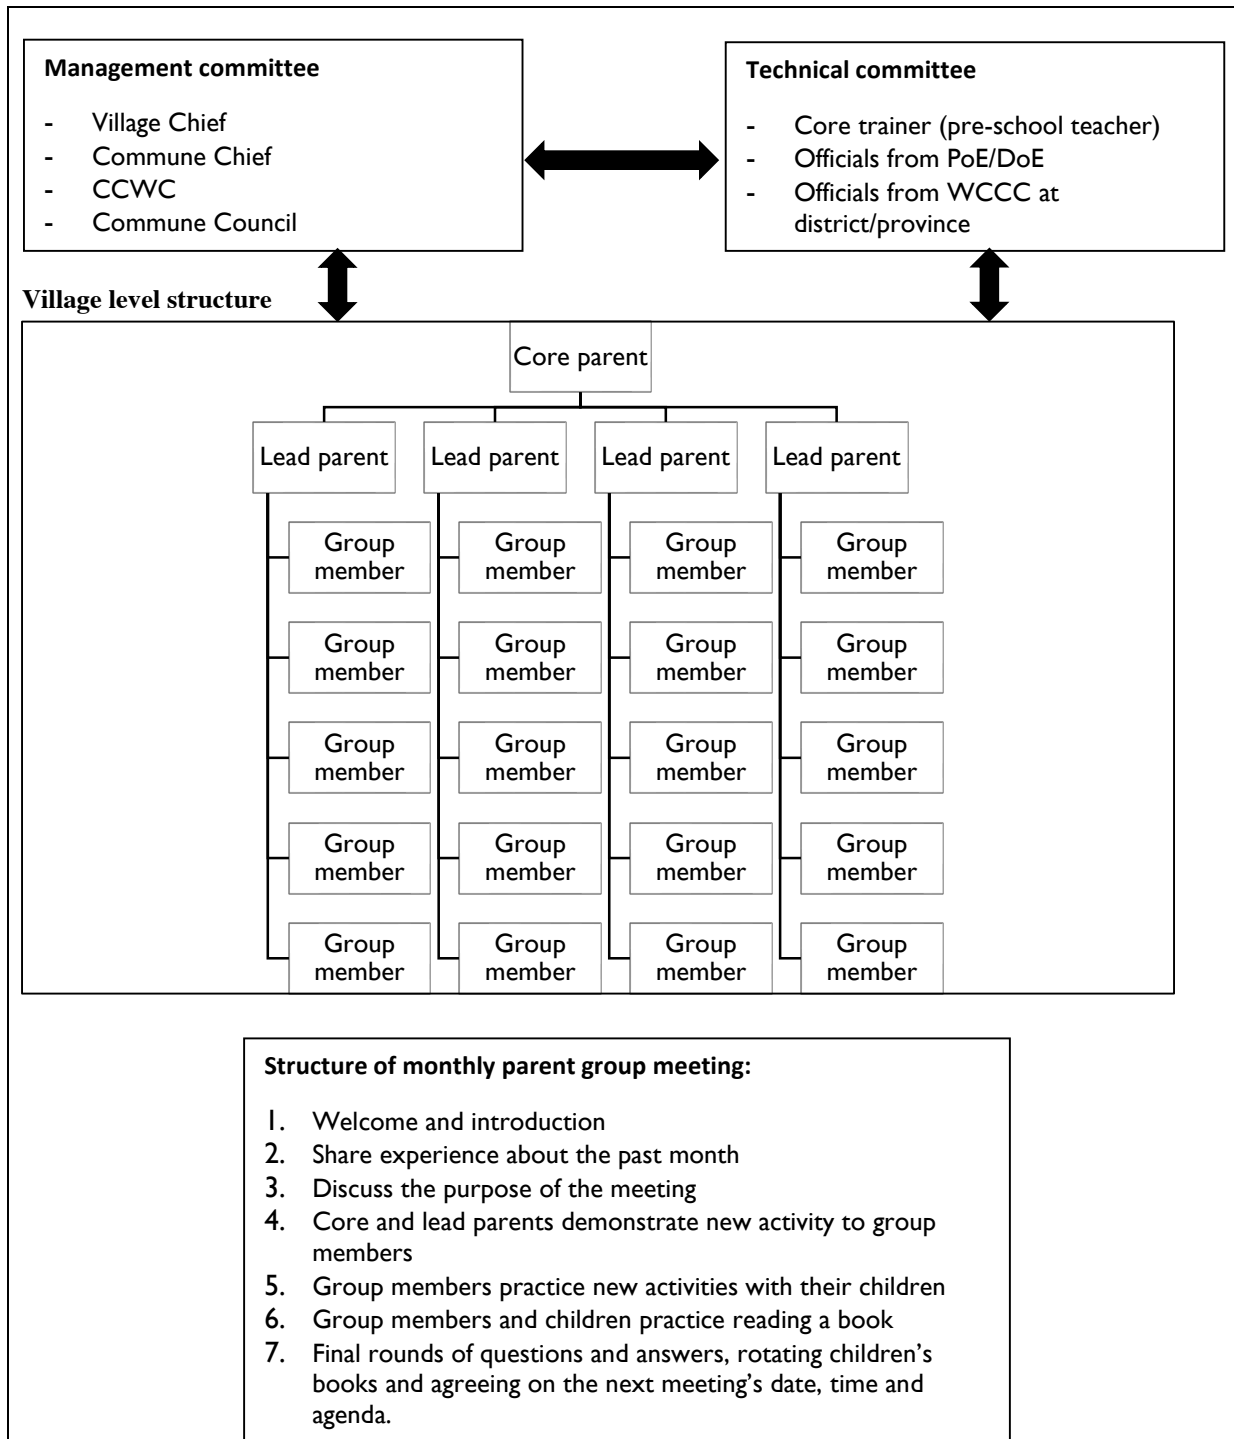 Management committee
- Village Chief
- Commune Chief
- CCWC
- Commune Council
Technical committee
- Core trainer (pre-school teacher)
- Officials from PoE/DoE
- Officials from WCCC at
district/province
Village level structure
Core parent
Lead parent
Lead parent
Lead parent
Lead parent
Group
member
Group
member
Group
member
Group
member
Group
member
Group
member
Group
member
Group
member
Group
member
Group
member
Group
member
Group
member
Group
member
Group
member
Group
member
Group
member
Group
member
Group
member
Group
member
Group
member
Structure of monthly parent group meeting:
1. Welcome and introduction
2. Share experience about the past month
3. Discuss the purpose of the meeting
4. Core and lead parents demonstrate new activity to group
members
5. Group members practice new activities with their children
6. Group members and children practice reading a book
7. Final rounds of questions and answers, rotating children's
books and agreeing on the next meeting's date, time and
agenda.